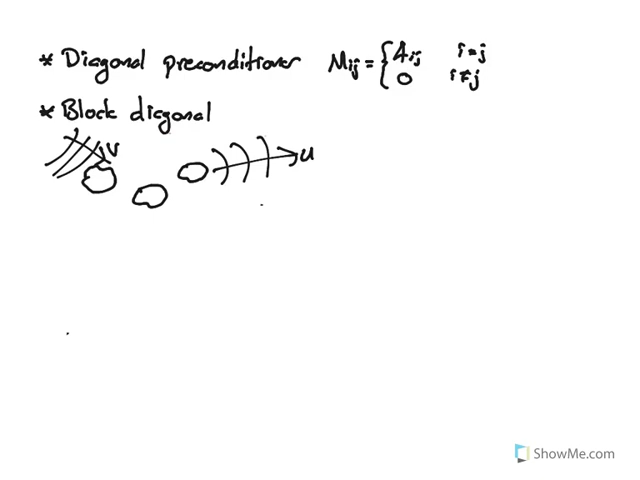 * Diagonal preconditioner Mij = { Aij i=j
0 i≠j
* Block diagonal
v
u
ShowMe.com